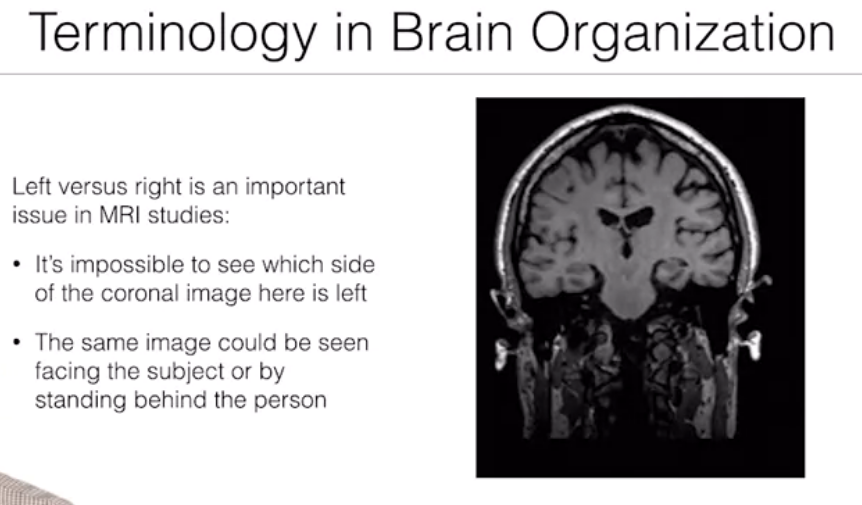 Terminology in Brain Organization
Left versus right is an important
issue in MRI studies:
• It's impossible to see which side
of the coronal image here is left
• The same image could be seen
facing the subject or by
standing behind the person